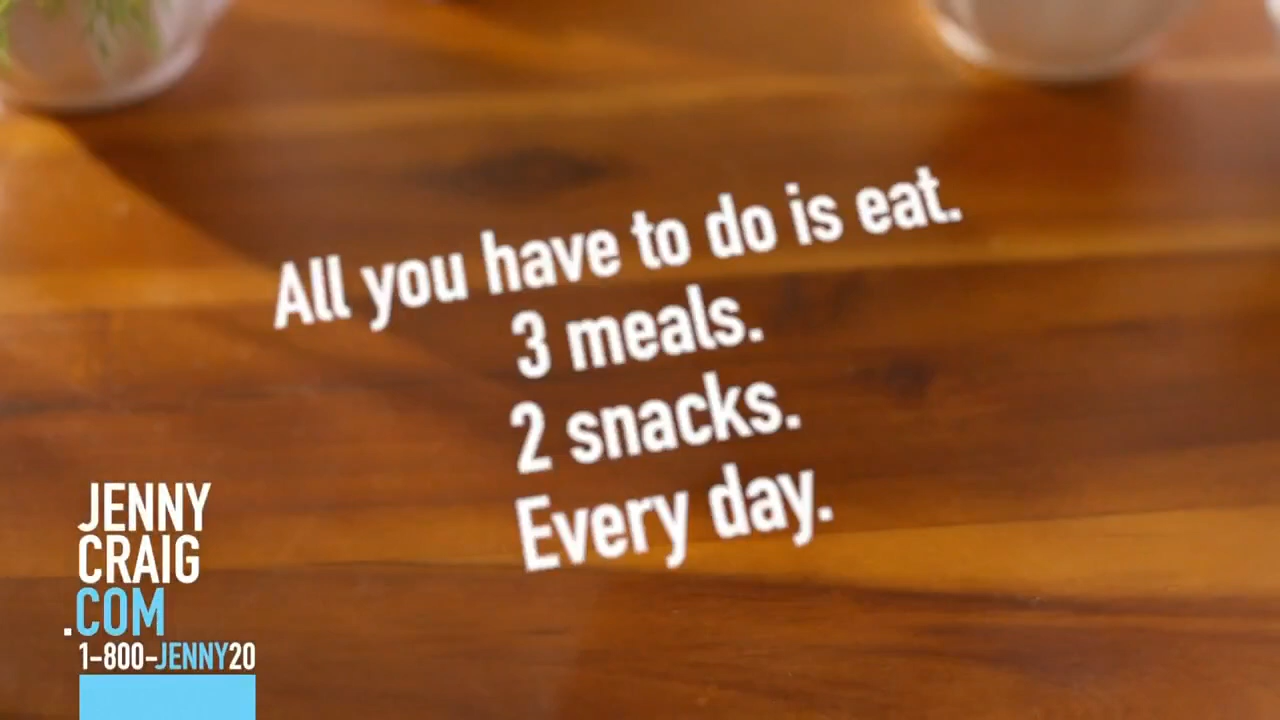 All you have to do is eat.
3 meals.
2 snacks.
Every day.
JENNY
CRAIG
.COM
1-800-JENNY20